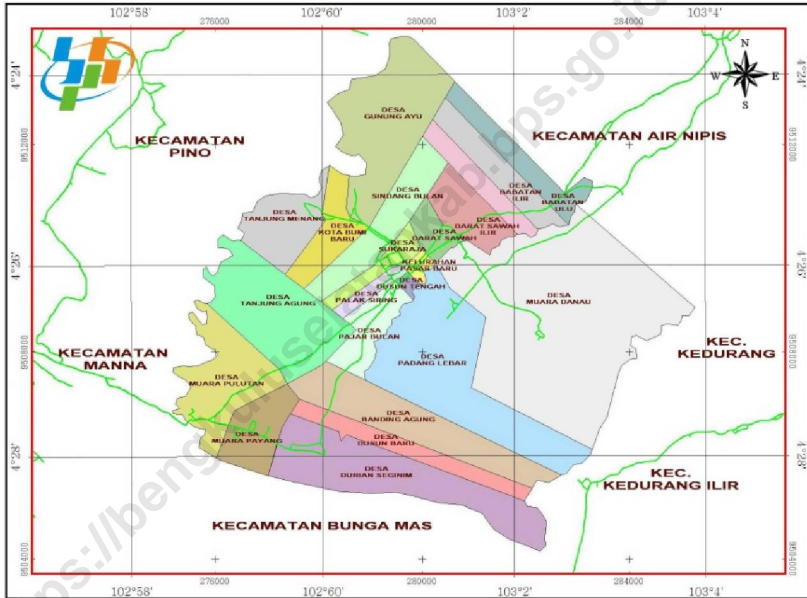 102°58'
276000
102°60'
280000
103°2'
284000
103°4'
4°24'
N
W
E
S
4°24'
DESA
GUNUNG AYU
KECAMATAN
PINO
KECAMATAN AIR NIPIS
9512000
9512000
DESA
SINDANG BULAN
DESA
BABATAN
ILIR
DESA
BABATAN
ULU
DESA
TANJUNG MENANG
DESA
KOTA BUMI
BARU
DESA
DARAT SAWAH
ILIR
DESA
DARAT SAWAH
DESA
SUKARAJA
KELURAHAN
PASAR BARU
4°26'
4°26'
DESA
DUSUN TENGAH
DESA
PALAK SIRING
DESA
TANJUNG AGUNG
DESA
MUARA DANAU
DESA
PAJAR BULAN
KECAMATAN
MANNA
9508000
9508000
KEC.
KEDURANG
DESA
PADANG LEBAR
DESA
MUARA PULUTAN
DESA
BANDING AGUNG
DESA
MUARA PAYANG
DESA
DUSUN BARU
4°28'
4°28'
DESA
DURIAN SEGINIM
KEC.
KEDURANG ILIR
KECAMATAN BUNGA MAS
9504000
9504000
102°58'
276000
102°60'
280000
103°2'
284000
103°4'